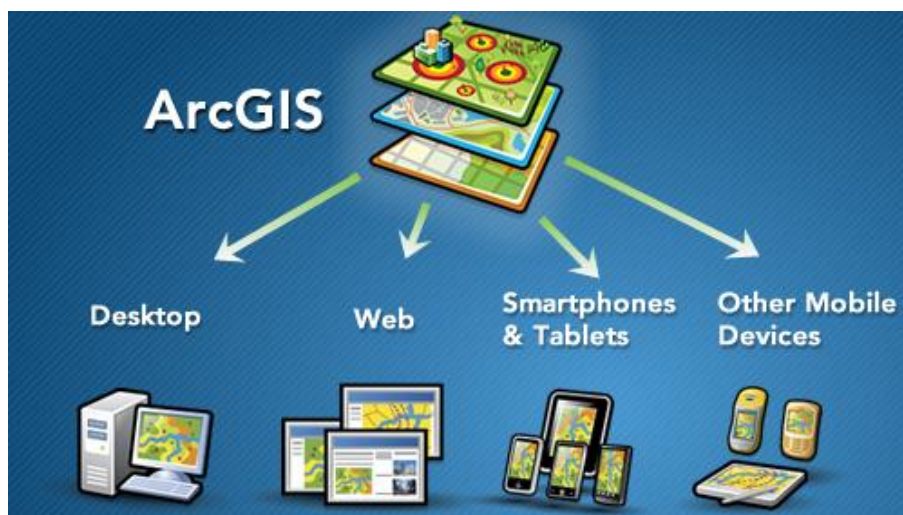 ArcGIS
Desktop
Web
Smartphones
& Tablets
Other Mobile
Devices